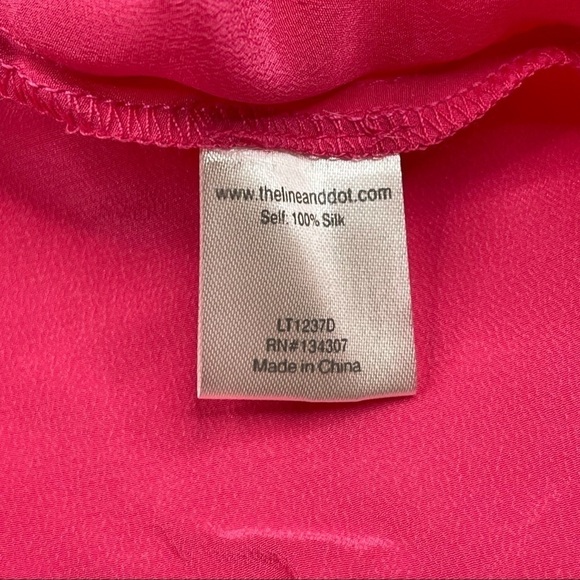 www.thelineanddot.com
Self: 100% Silk
LT1237D
RN#134307
Made in China